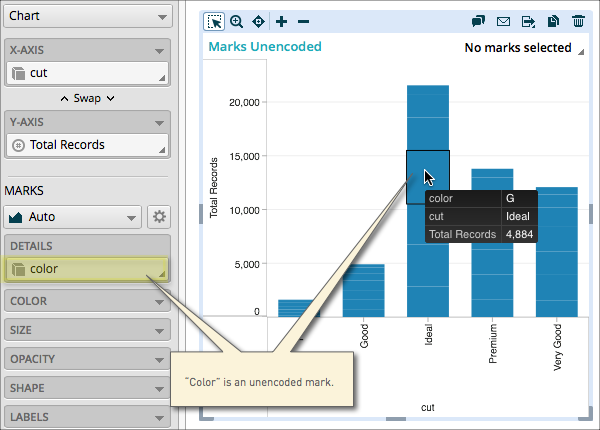 Chart
X-AXIS
cut
Swap
Y-AXIS
Total Records
MARKS
Auto
DETAILS
color
COLOR
SIZE
OPACITY
SHAPE
LABELS
Marks Unencoded
No marks selected
Total Records
20,000
15,000
10,000
5,000
0
color G
cut Ideal
Total Records 4,884
Good
Ideal
Premium
Very Good
cut
“Color” is an unencoded mark.